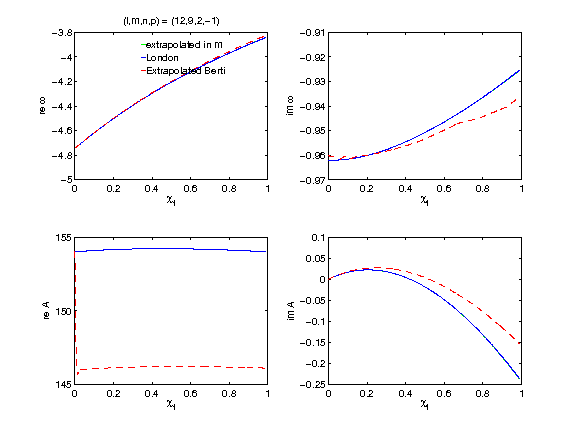 (l,m,n,p) = (12,9,2,−1)
−3.8
−4
−4.2
−4.4
−4.6
−4.8
−5
re ω
0 0.2 0.4 0.6 0.8 1
χf
extrapolated in m
London
Extrapolated Berti
−0.91
−0.92
−0.93
−0.94
−0.95
−0.96
−0.97
im ω
0 0.2 0.4 0.6 0.8 1
χf
155
150
145
re A
0 0.2 0.4 0.6 0.8 1
χf
0.1
0.05
0
−0.05
−0.1
−0.15
−0.2
−0.25
im A
0 0.2 0.4 0.6 0.8 1
χf